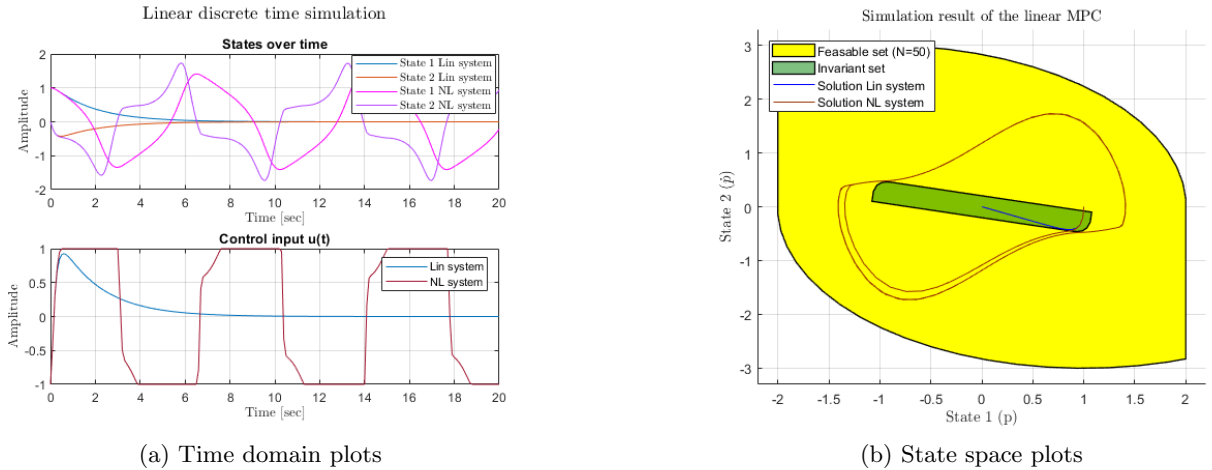 Linear discrete time simulation
States over time
2
1
0
-1
-2
Amplitude
State 1 Lin system
State 2 Lin system
State 1 NL system
State 2 NL system
0 2 4 6 8 10 12 14 16 18 20
Time [sec]
Control input u(t)
1
0.5
0
-0.5
-1
Amplitude
Lin system
NL system
0 2 4 6 8 10 12 14 16 18 20
Time [sec]
(a) Time domain plots
Simulation result of the linear MPC
3
2
1
0
-1
-2
-3
State 2 (ṗ)
Feasable set (N=50)
Invariant set
Solution Lin system
Solution NL system
-2 -1.5 -1 -0.5 0 0.5 1 1.5 2
State 1 (p)
(b) State space plots